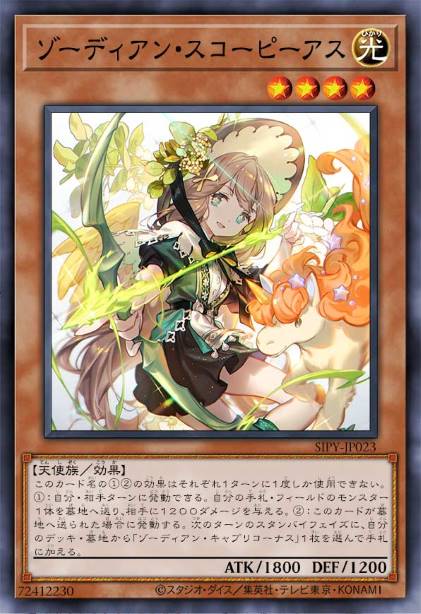 ゾーディアン・スコーピーアス
ひかり
光
SIPY-JP023
【天使族/効果】
このカード名の①②の効果はそれぞれ1ターンに1度しか使用できない。
①:自分・相手ターンに発動できる。自分の手札・フィールドのモンスター
1体を墓地へ送り、相手に1200ダメージを与える。②:このカードが
墓地へ送られた場合に発動する。次のターンのスタンバイフェイズに、自分
のデッキ・墓地から「ゾーディアン・キャプリコーナス」1枚を選んで手札
に加える。
ATK/1800 DEF/1200
72412230 ©スタジオ・ダイス/集英社・テレビ東京・KONAMI